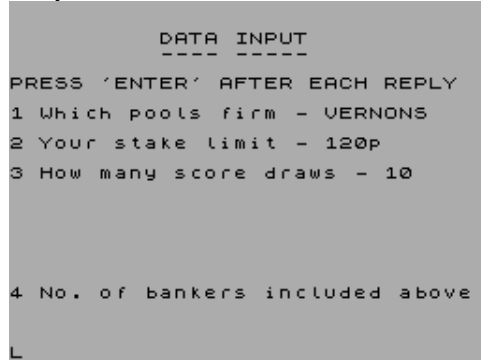 DATA INPUT
PRESS 'ENTER' AFTER EACH REPLY
1 Which pools firm - VERNONS
2 Your stake limit - 120p
3 How many score draws - 10
4 No. of bankers included above
L